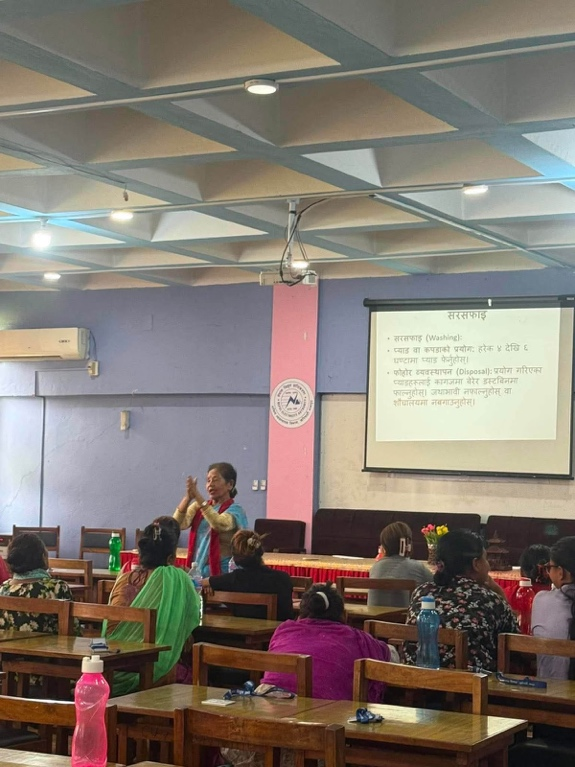 सरसफाइ
• सरसफाइ (Washing):
• प्याड वा कपडाको प्रयोग: हरेक ४ देखि ६
घण्टामा प्याड फेर्नुहोस्।
• फोहोर व्यवस्थापन (Disposal): प्रयोग गरिएका
प्याडहरूलाई कागजमा बेरेर डस्टबिनमा
फाल्नुहोस्। जथाभावी नफाल्नुहोस् वा
शौचालयमा नबगाउनुहोस्।